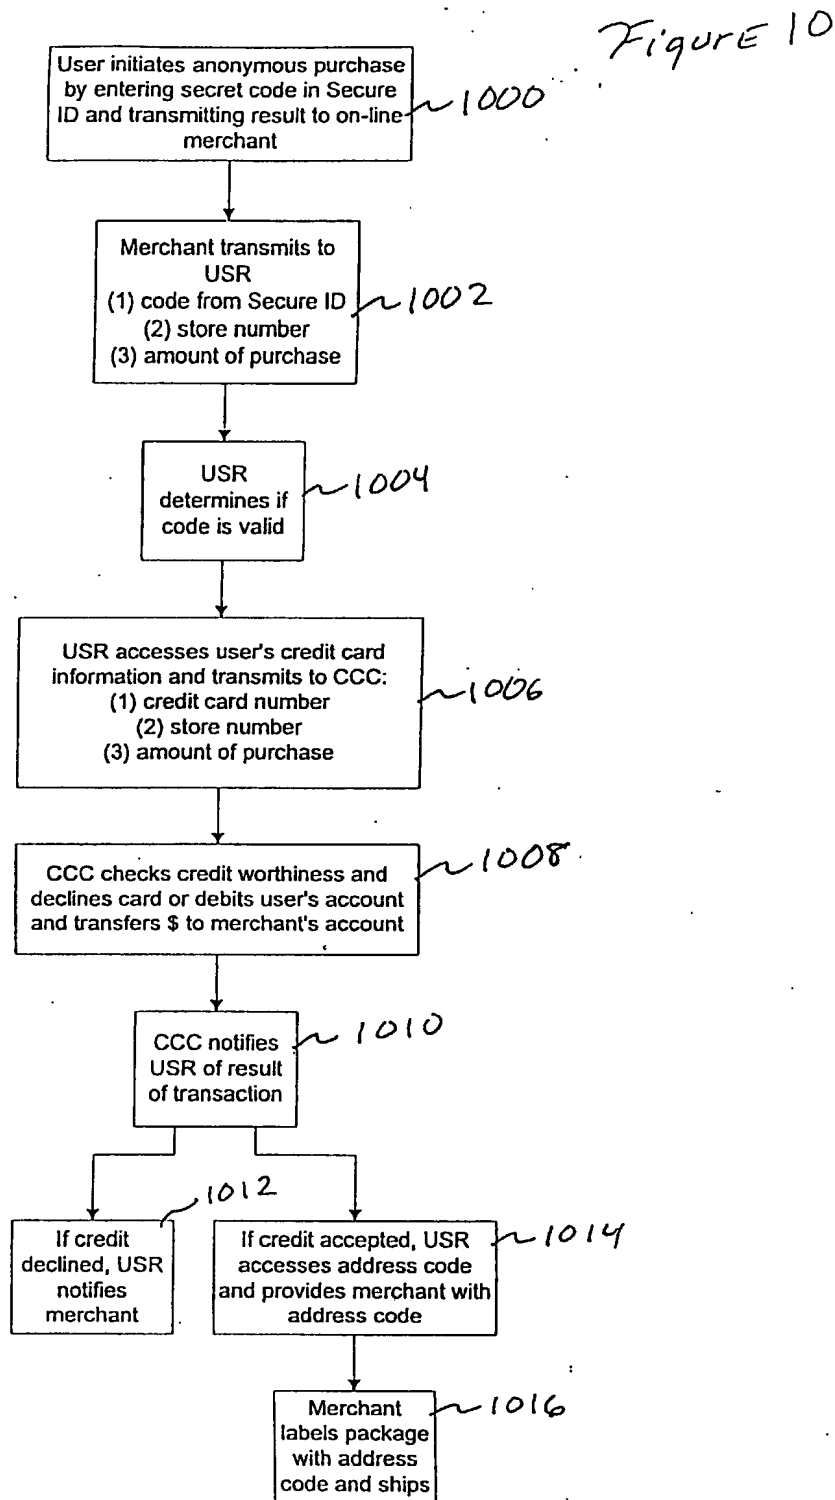 Figure 10
User initiates anonymous purchase
by entering secret code in Secure
ID and transmitting result to on-line
merchant
1000
Merchant transmits to
USR
(1) code from Secure ID
(2) store number
(3) amount of purchase
1002
USR
determines if
code is valid
1004
USR accesses user's credit card
information and transmits to CCC:
(1) credit card number
(2) store number
(3) amount of purchase
1006
CCC checks credit worthiness and
declines card or debits user's account
and transfers $ to merchant's account
1008
CCC notifies
USR of result
of transaction
1010
If credit
declined, USR
notifies
merchant
1012
If credit accepted, USR
accesses address code
and provides merchant with
address code
1014
Merchant
labels package
with address
code and ships
1016